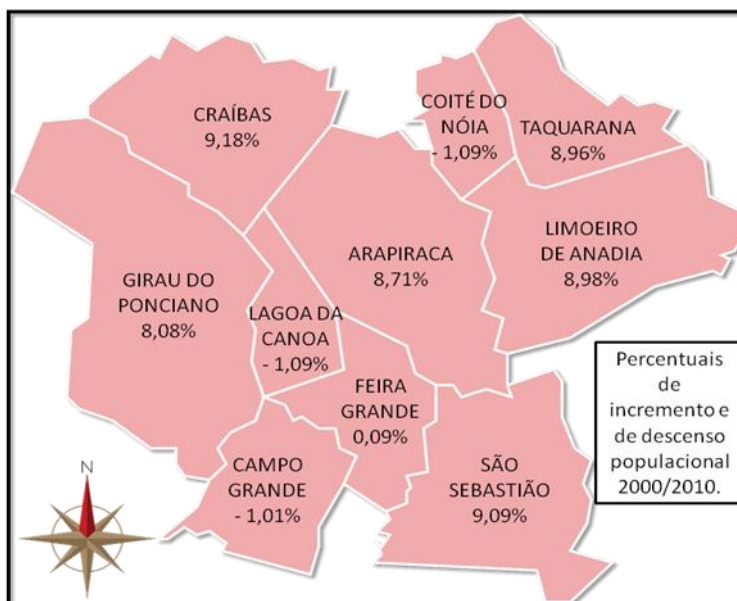 CRAÍBAS
9,18%
COITÉ DO
NÓIA
- 1,09%
TAQUARANA
8,96%
LIMOEIRO
DE ANADIA
8,98%
ARAPIRACA
8,71%
GIRAU DO
PONCIANO
8,08%
LAGOA DA
CANOA
- 1,09%
FEIRA
GRANDE
0,09%
CAMPO
GRANDE
- 1,01%
SÃO
SEBASTIÃO
9,09%
Percentuais
de
incremento e
de descenso
populacional
2000/2010.
N